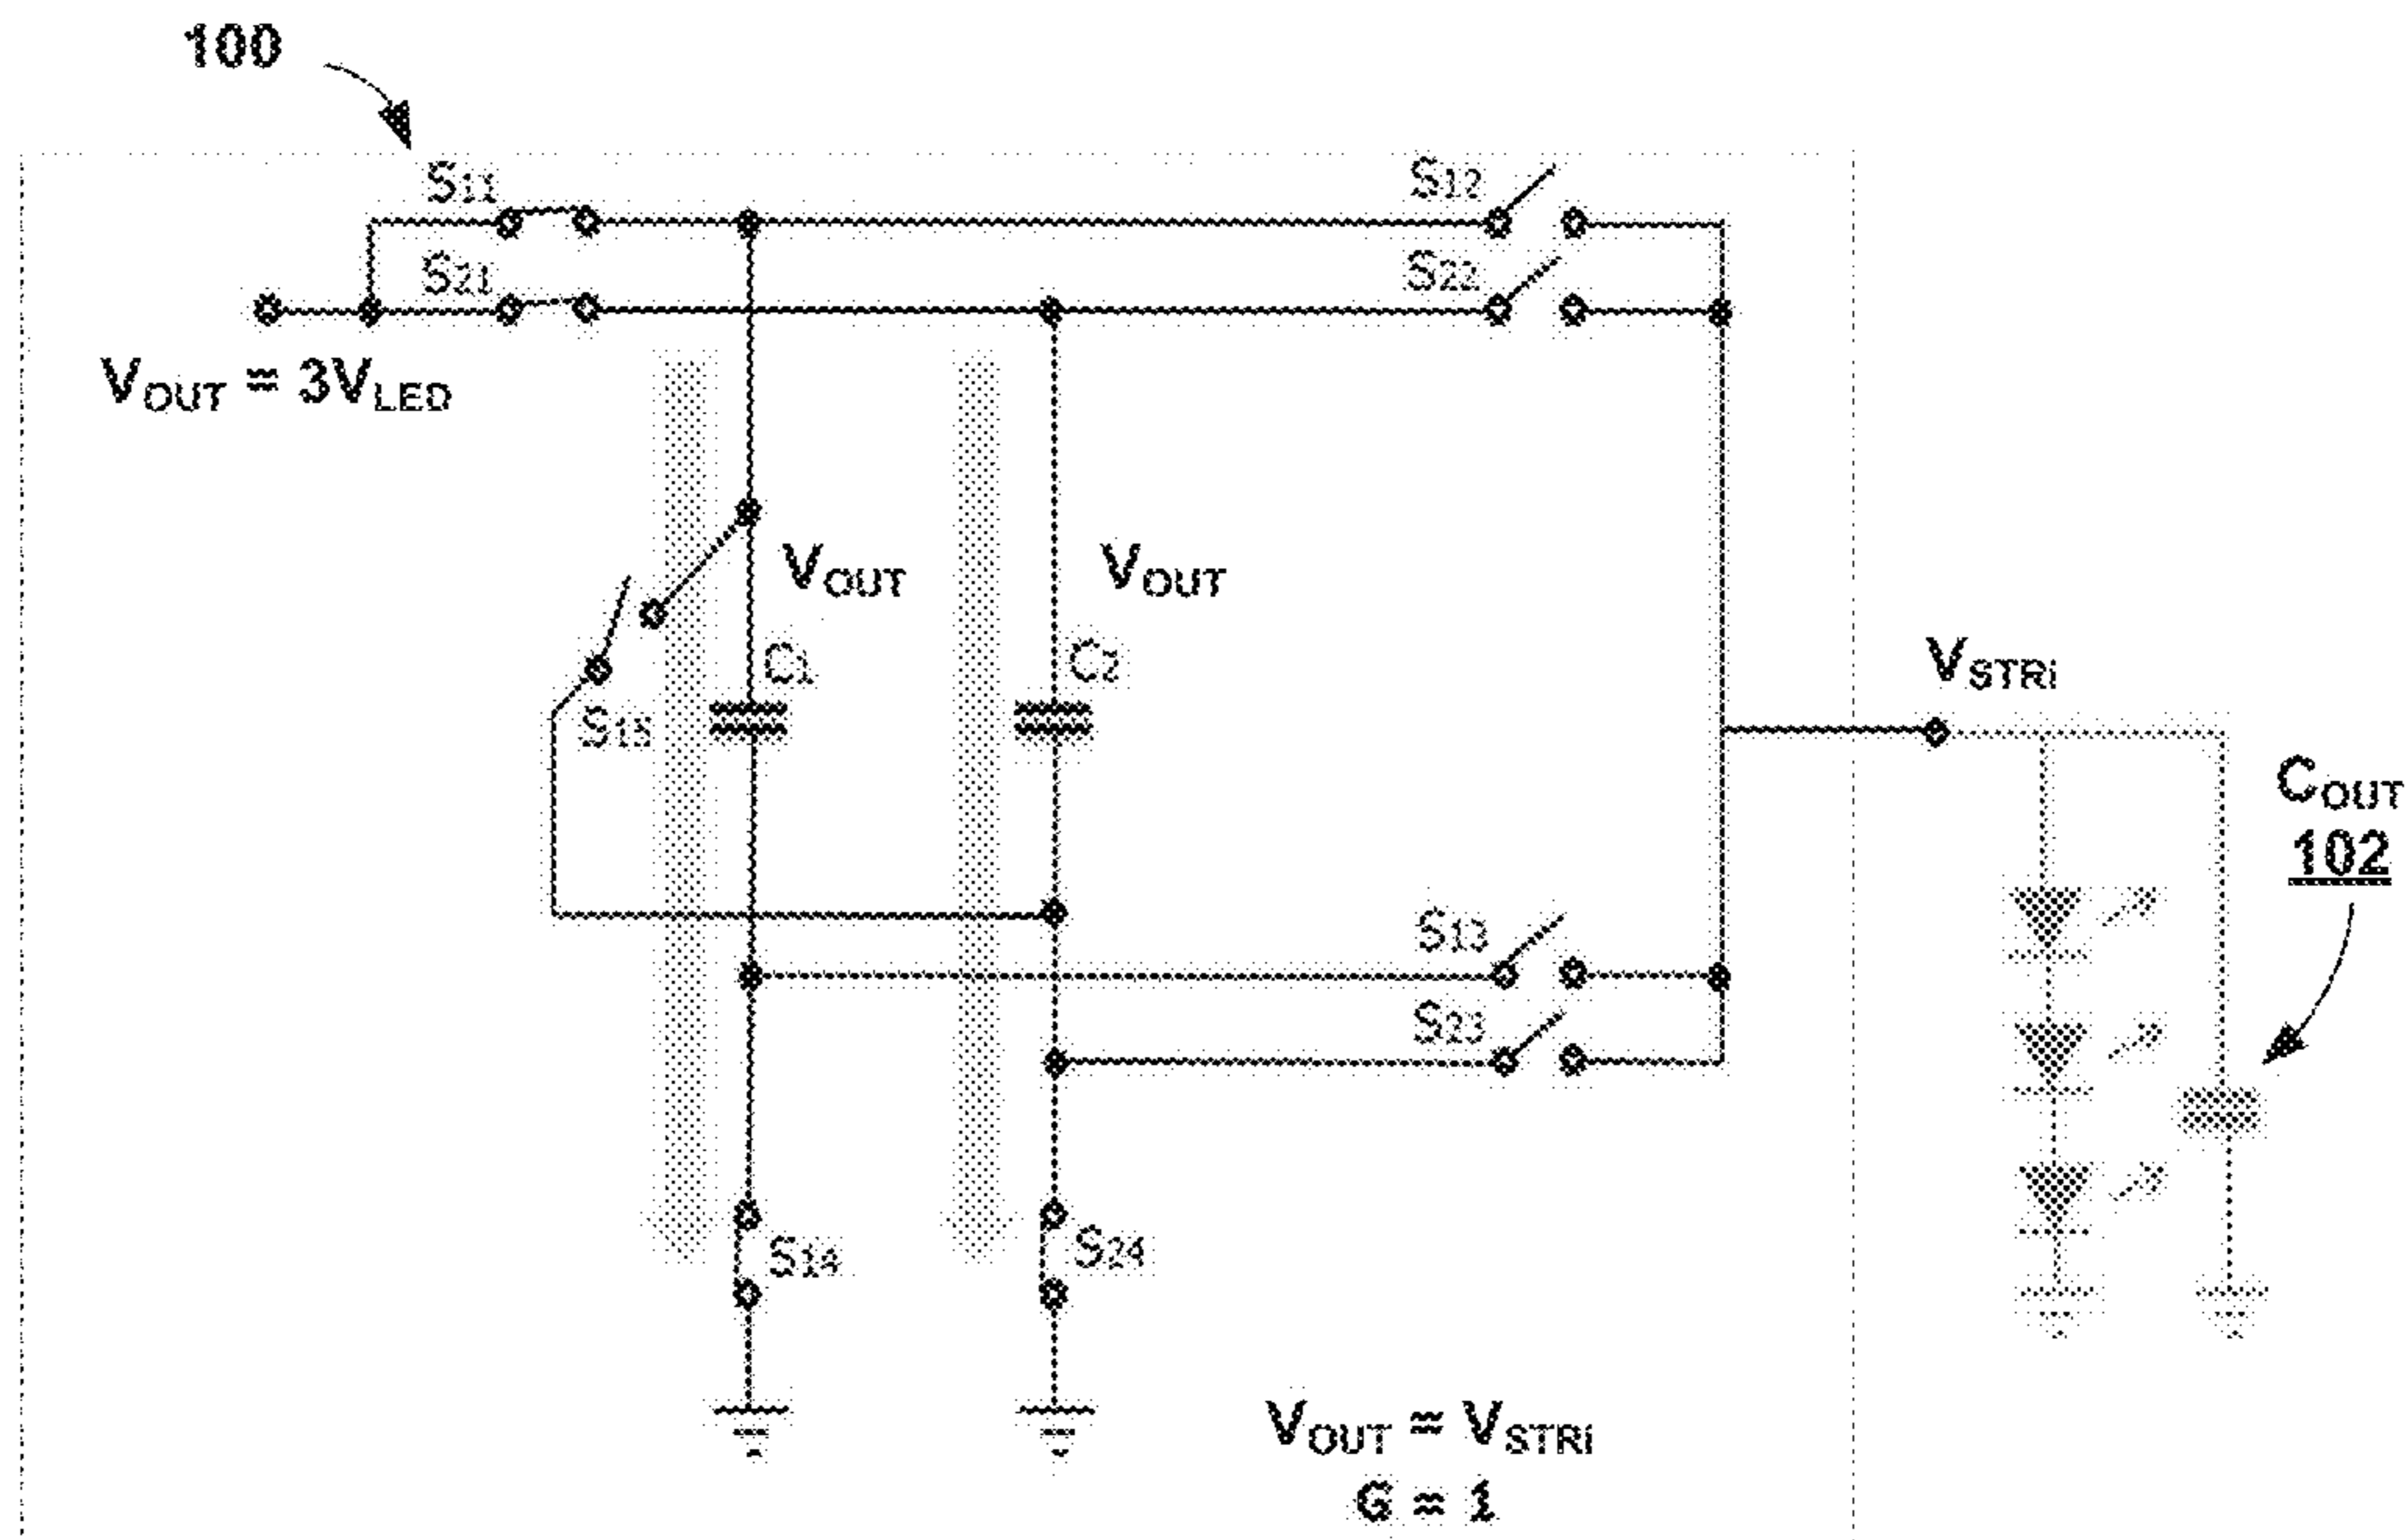 100
S11
S12
S21
S22
VOUT = 3VLED
VOUT
VOUT
C1
C2
S15
VSTRi
COUT
102
S13
S23
S14
S24
VOUT = VSTRi
G = 1